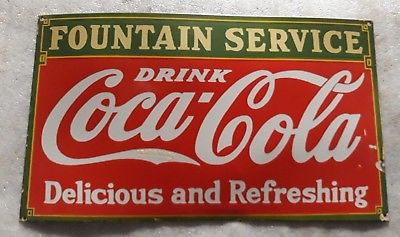 FOUNTAIN SERVICE
DRINK
Coca-Cola
Delicious and Refreshing